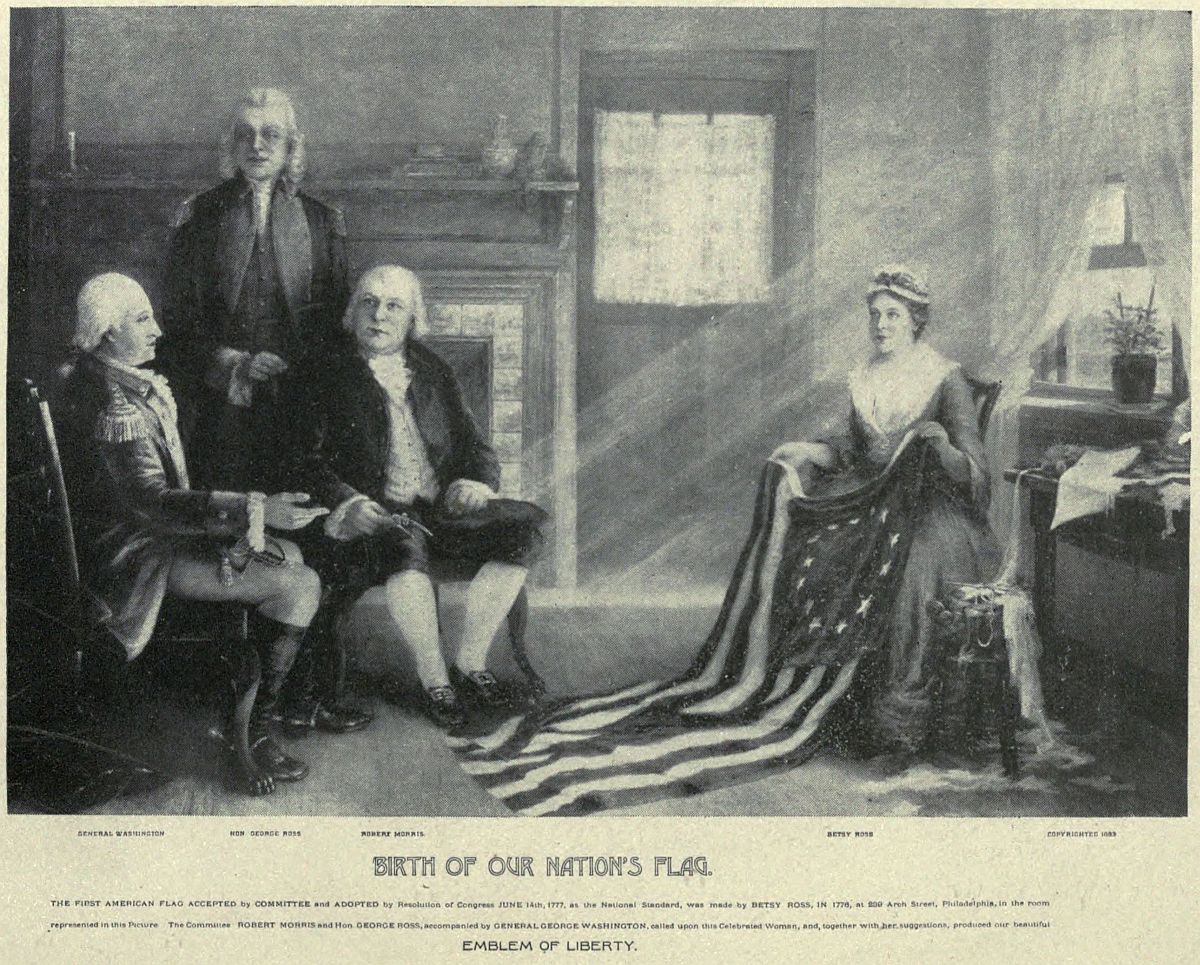 GENERAL WASHINGTON HON GEORGE ROSS ROBERT MORRIS. BETSY ROSS COPYRIGHTED 1893
BIRTH OF OUR NATION'S FLAG.
THE FIRST AMERICAN FLAG ACCEPTED by COMMITTEE and ADOPTED by Resolution of Congress JUNE 14th, 1777, as the National Standard, was made by BETSY ROSS, IN 1776, at 239 Arch Street, Philadelphia, in the room
represented in this Picture The Committee ROBERT MORRIS and Hon. GEORGE ROSS, accompanied by GENERAL GEORGE WASHINGTON, called upon this Celebrated Woman, and, together with her suggestions, produced our beautiful
EMBLEM OF LIBERTY.